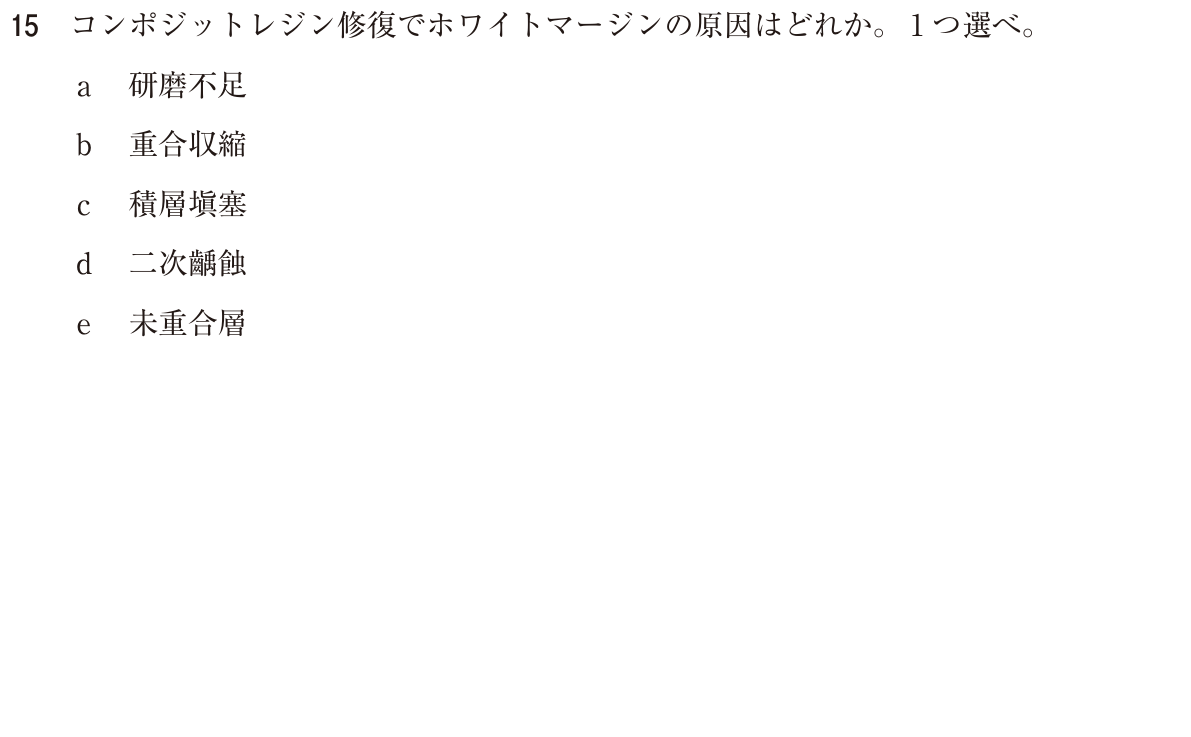 15 コンポジットレジン修復でホワイトマージンの原因はどれか。１つ選べ。
a 研磨不足
b 重合収縮
c 積層塡塞
d 二次齲蝕
e 未重合層